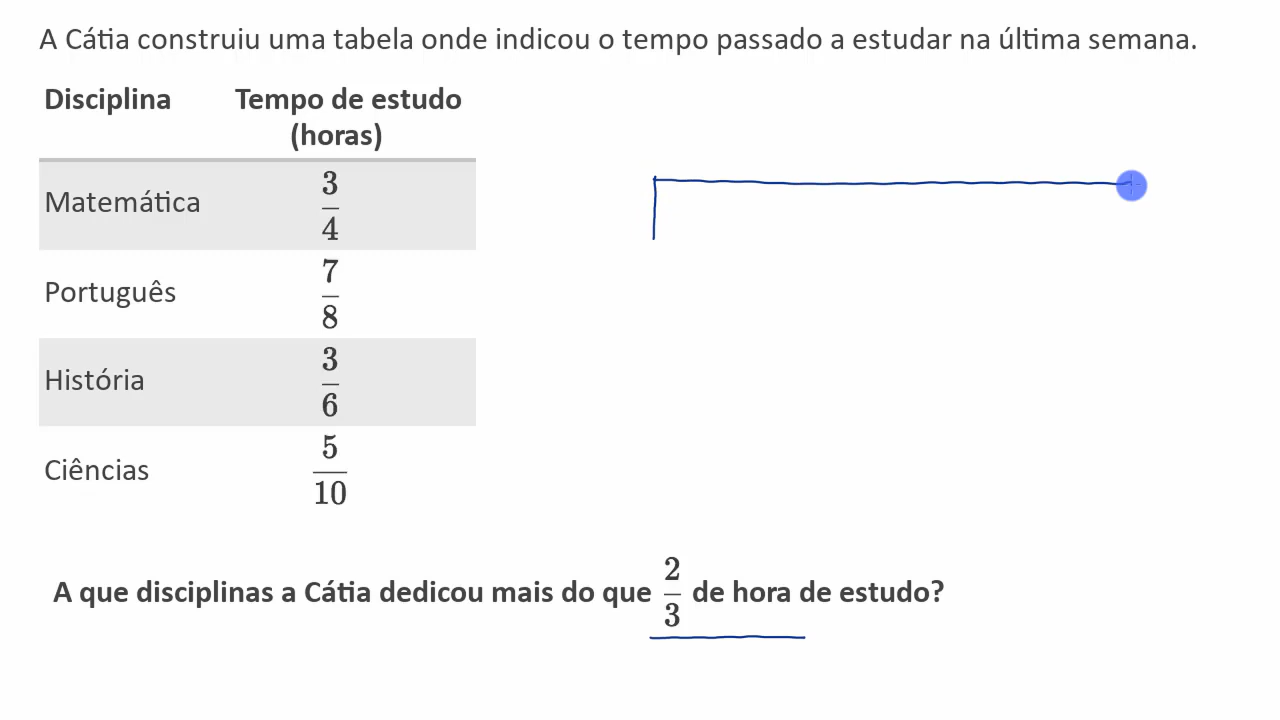 A Cátia construiu uma tabela onde indicou o tempo passado a estudar na última semana.
Disciplina Tempo de estudo
(horas)
Matemática 3/4
Português 7/8
História 3/6
Ciências 5/10
A que disciplinas a Cátia dedicou mais do que 2/3 de hora de estudo?